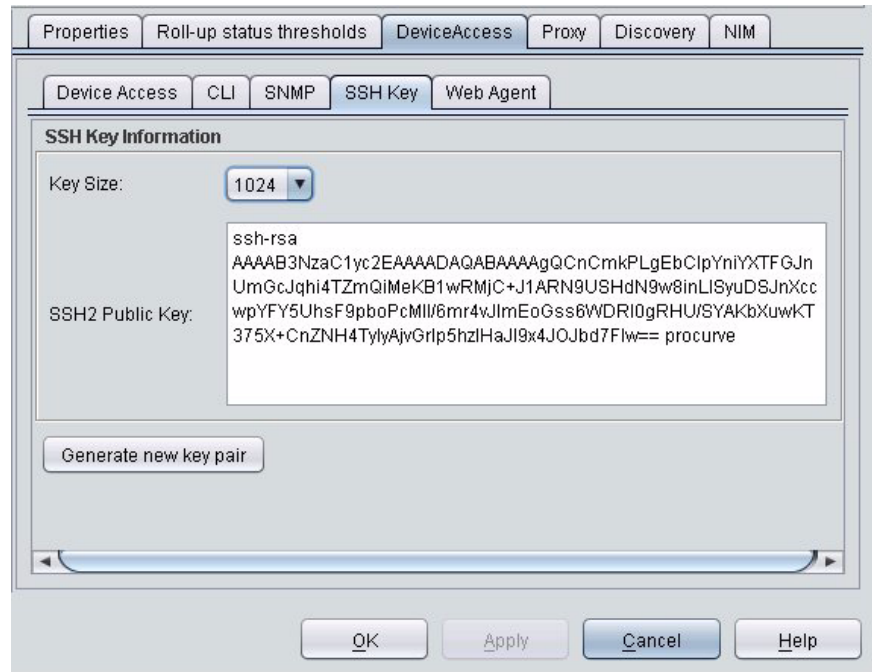 Properties Roll-up status thresholds DeviceAccess Proxy Discovery NIM
Device Access CLI SNMP SSH Key Web Agent
SSH Key Information
Key Size: 1024
ssh-rsa
AAAAB3NzaC1yc2EAAAADAQABAAAAgQCnCmkPLgEbClpYniYXTFGJn
UmGcJqhi4TZmQiMeKB1wRMjC+J1ARN9USHdN9w8inLISyuDSJnXcc
wpYFY5UhsF9pboPcMIl/6mr4vJlmEoGss6WDRl0gRHU/SYAKbXuwKT
SSH2 Public Key:
375X+CnZNH4TylyAjvGrlp5hzlHaJl9x4JOJbd7Flw== procurve
Generate new key pair
OK Apply Cancel Help